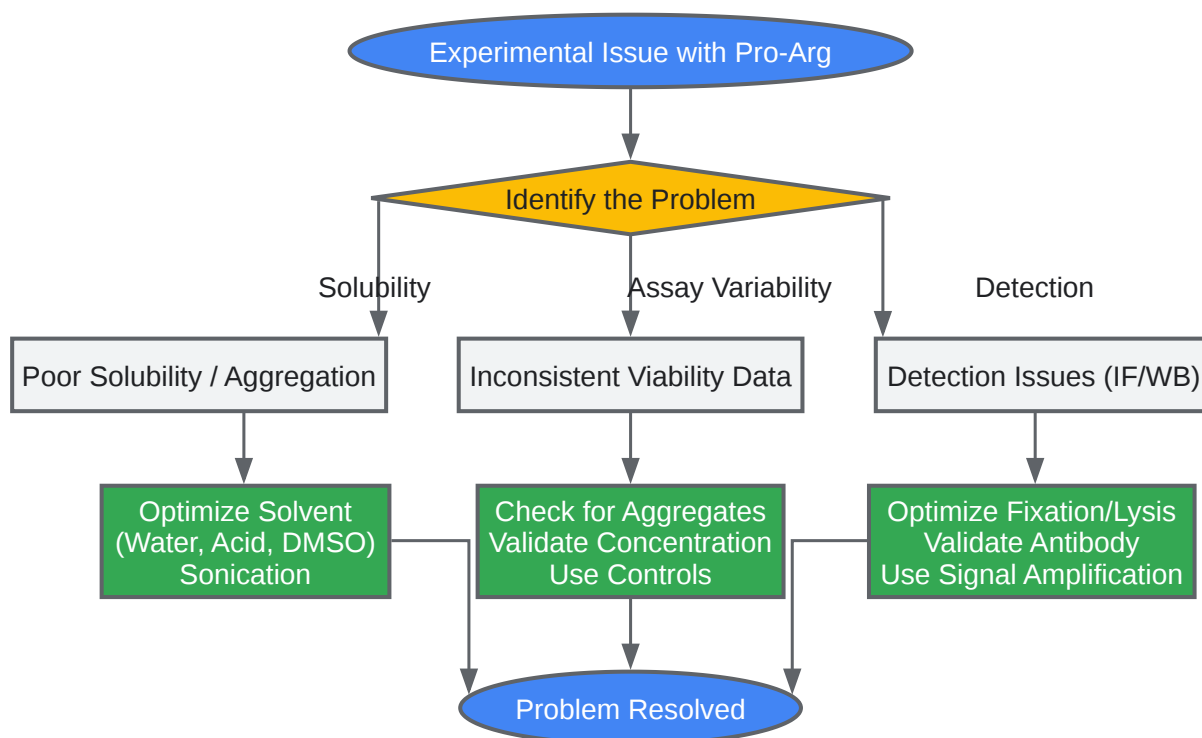 Experimental Issue with Pro-Arg
Identify the Problem
Solubility
Assay Variability
Detection
Poor Solubility / Aggregation
Inconsistent Viability Data
Detection Issues (IF/WB)
Optimize Solvent
(Water, Acid, DMSO)
Sonication
Check for Aggregates
Validate Concentration
Use Controls
Optimize Fixation/Lysis
Validate Antibody
Use Signal Amplification
Problem Resolved